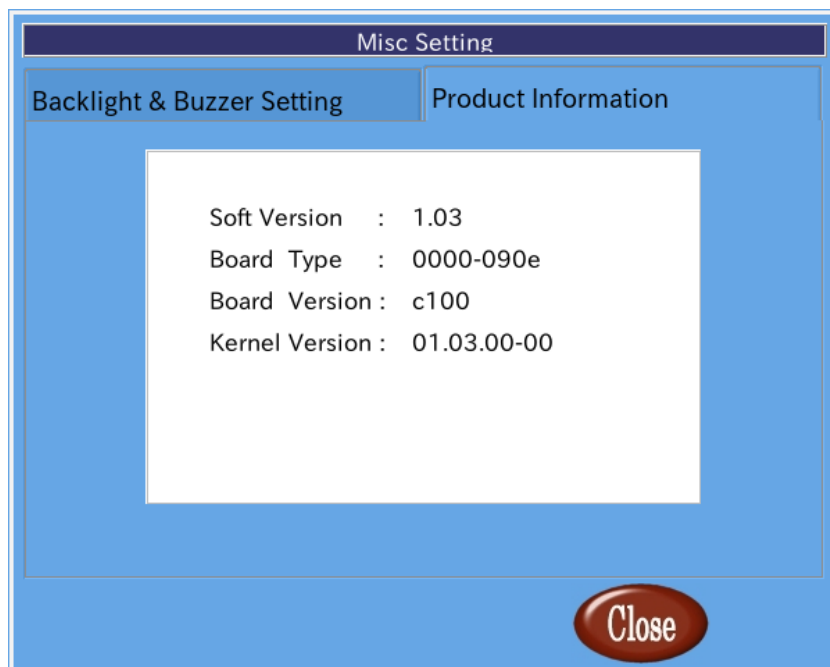 Misc Setting
Backlight & Buzzer Setting
Product Information
Soft Version : 1.03
Board Type : 0000-090e
Board Version : c100
Kernel Version : 01.03.00-00
Close